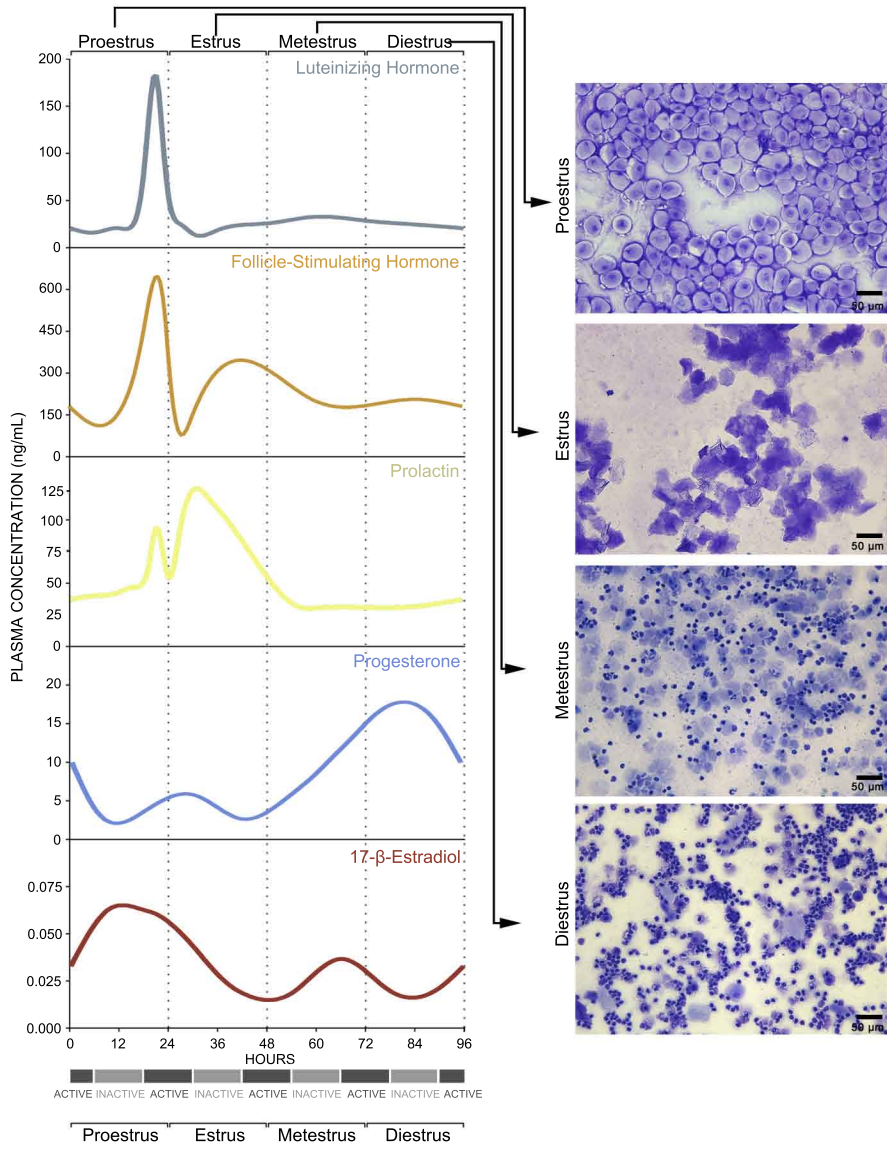 Proestrus Estrus Metestrus Diestrus
Luteinizing Hormone
200
150
100
50
0
Follicle-Stimulating Hormone
600
450
300
150
0
Prolactin
125
100
75
50
25
0
Progesterone
20
15
10
5
0
17-β-Estradiol
0.075
0.050
0.025
0.000
PLASMA CONCENTRATION (ng/mL)
0 12 24 36 48 60 72 84 96
HOURS
ACTIVE INACTIVE ACTIVE INACTIVE ACTIVE INACTIVE ACTIVE INACTIVE ACTIVE
Proestrus Estrus Metestrus Diestrus
Proestrus
50 µm
Estrus
50 µm
Metestrus
50 µm
Diestrus
50 µm